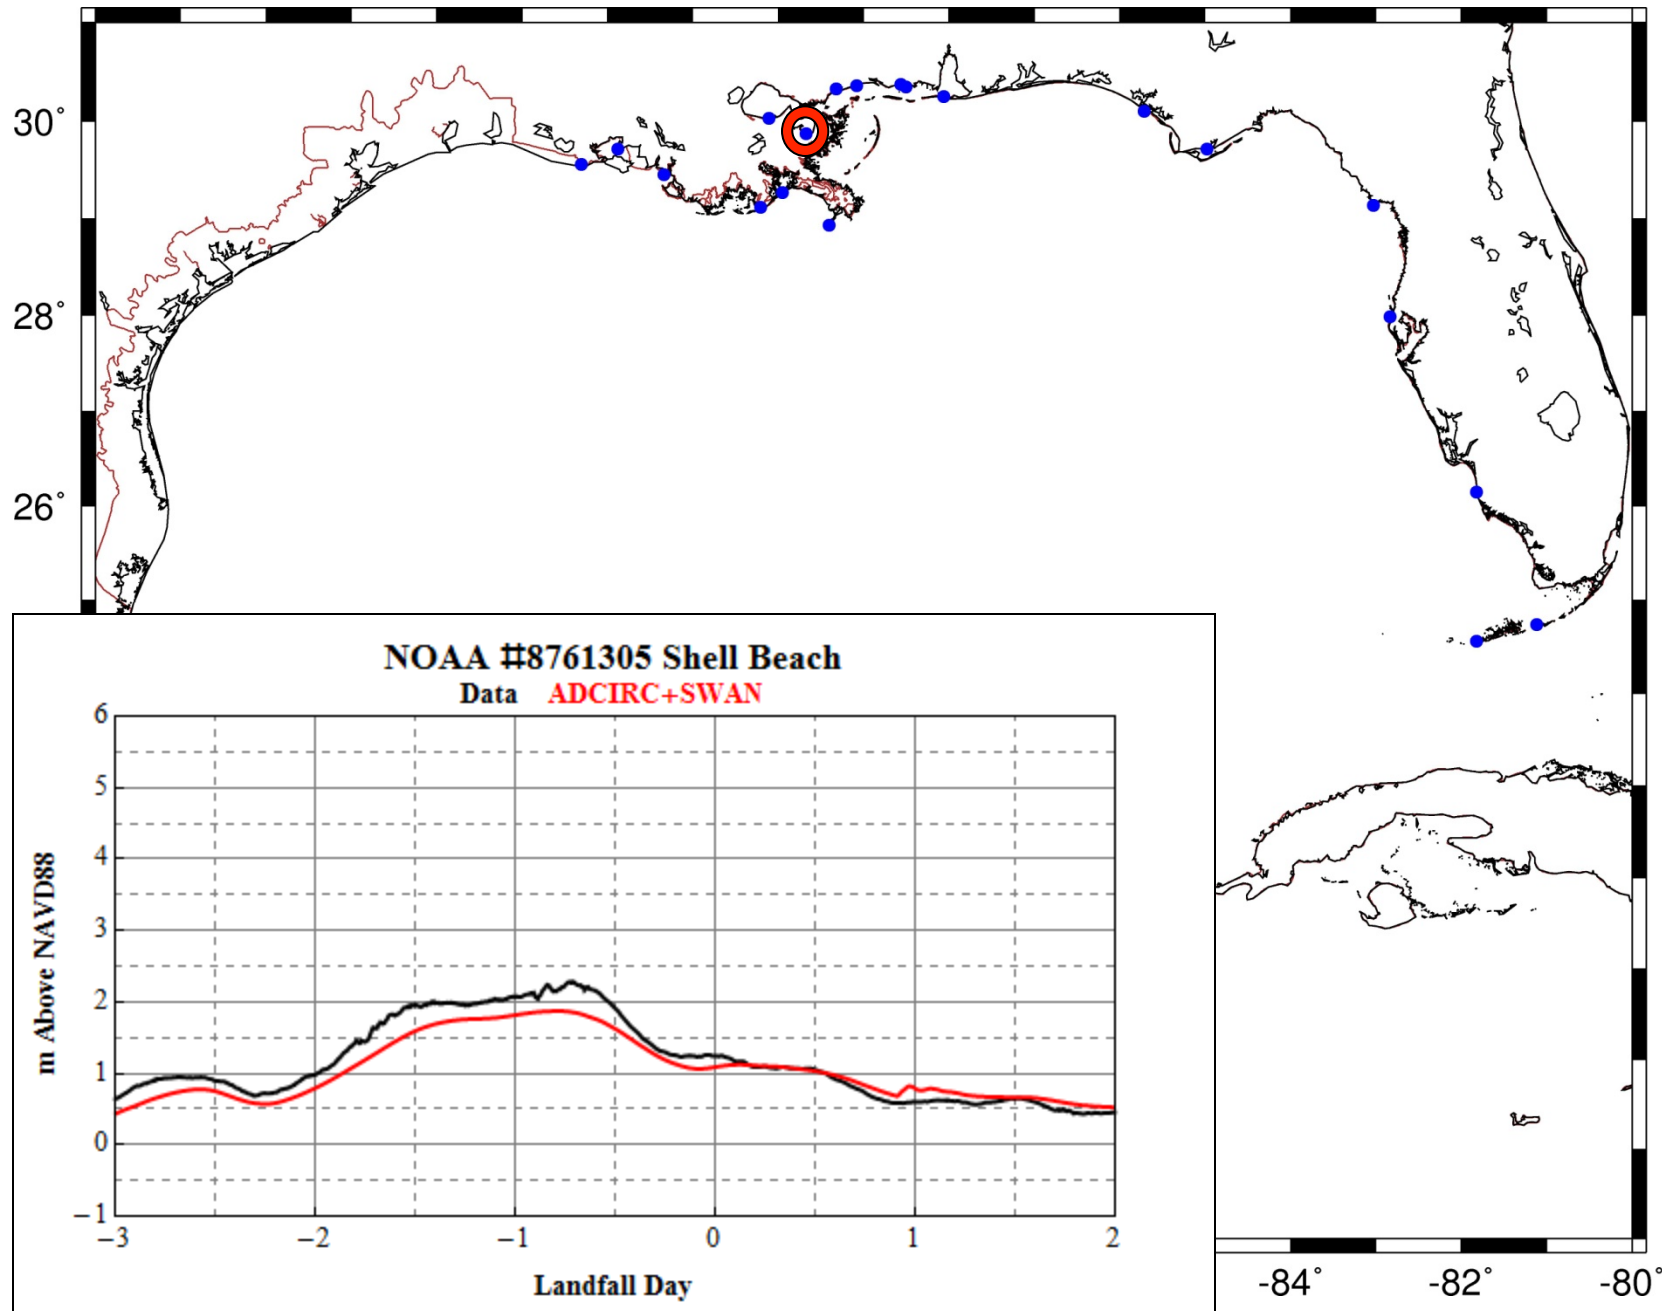 30°
28°
26°
NOAA #8761305 Shell Beach
Data ADCIRC+SWAN
6
5
4
3
2
1
0
−1
m Above NAVD88
−3 −2 −1 0 1 2
Landfall Day
-84° -82° -80°